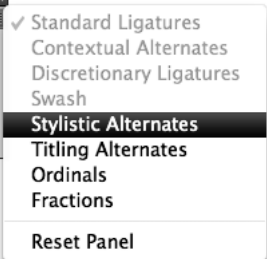 Standard Ligatures
Contextual Alternates
Discretionary Ligatures
Swash
Stylistic Alternates
Titling Alternates
Ordinals
Fractions
Reset Panel